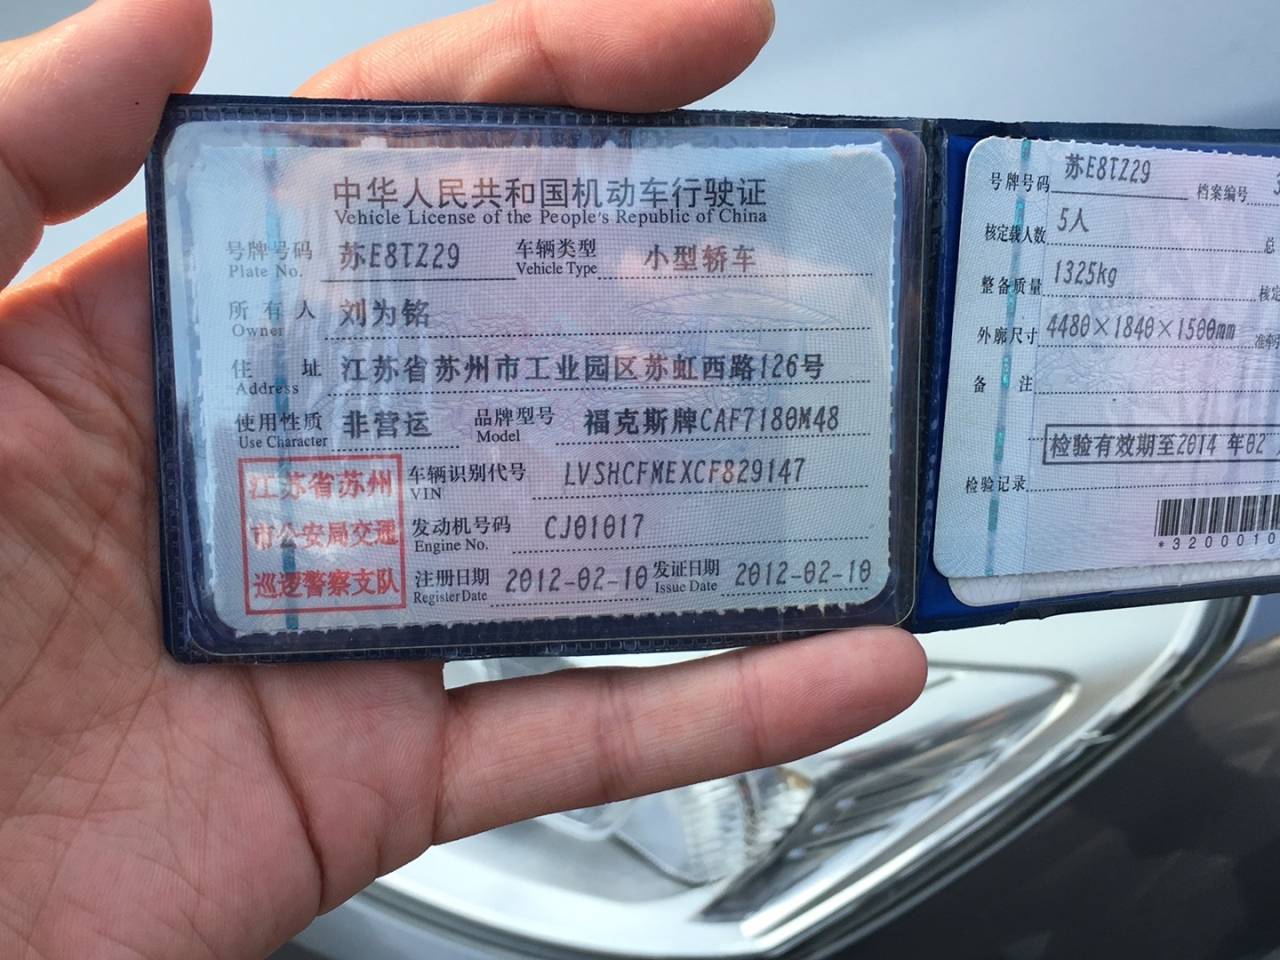 中华人民共和国机动车行驶证
Vehicle License of the People's Republic of China
号牌号码 苏E8TZ29 车辆类型 小型轿车
Plate No. Vehicle Type
所有人 刘为铭
Owner
住址 江苏省苏州市工业园区苏虹西路126号
Address
使用性质 非营运 品牌型号 福克斯牌CAF7180M48
Use Character Model
江苏省苏州
市公安局交通
巡逻警察支队
车辆识别代号 LVSHCFMEXCF829147
VIN
发动机号码 CJ01017
Engine No.
注册日期 2012-02-10 发证日期 2012-02-10
Register Date Issue Date
号牌号码 苏E8TZ29 档案编号 3
核定载人数 5人 总
整备质量 1325kg 核定
外廓尺寸 4480×1840×1500mm 准牵引
备注
检验有效期至2014年02
检验记录
*3200010